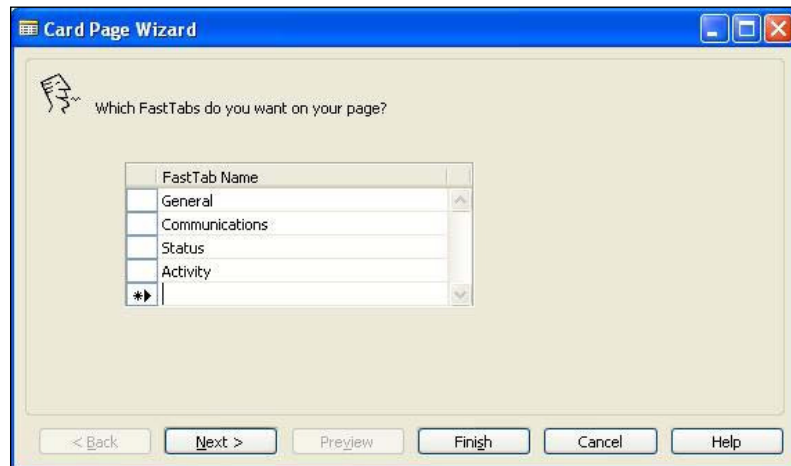 Card Page Wizard
Which FastTabs do you want on your page?
FastTab Name
General
Communications
Status
Activity
< Back Next > Preview Finish Cancel Help